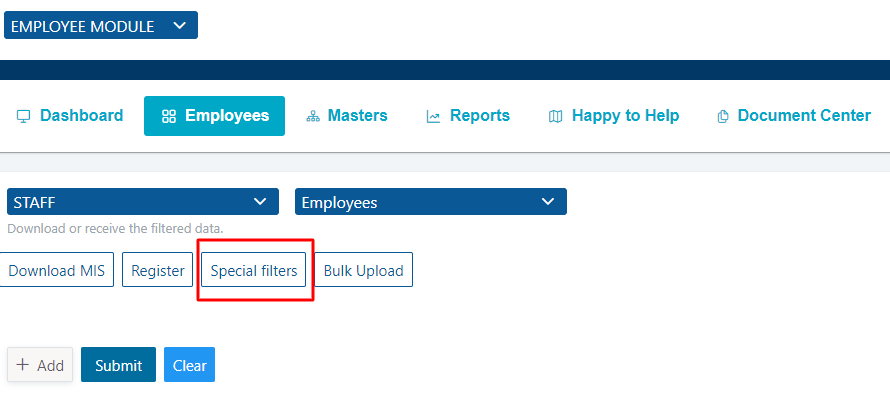 EMPLOYEE MODULE
Dashboard Employees Masters Reports Happy to Help Document Center
STAFF Employees
Download or receive the filtered data.
Download MIS Register Special filters Bulk Upload
+ Add Submit Clear